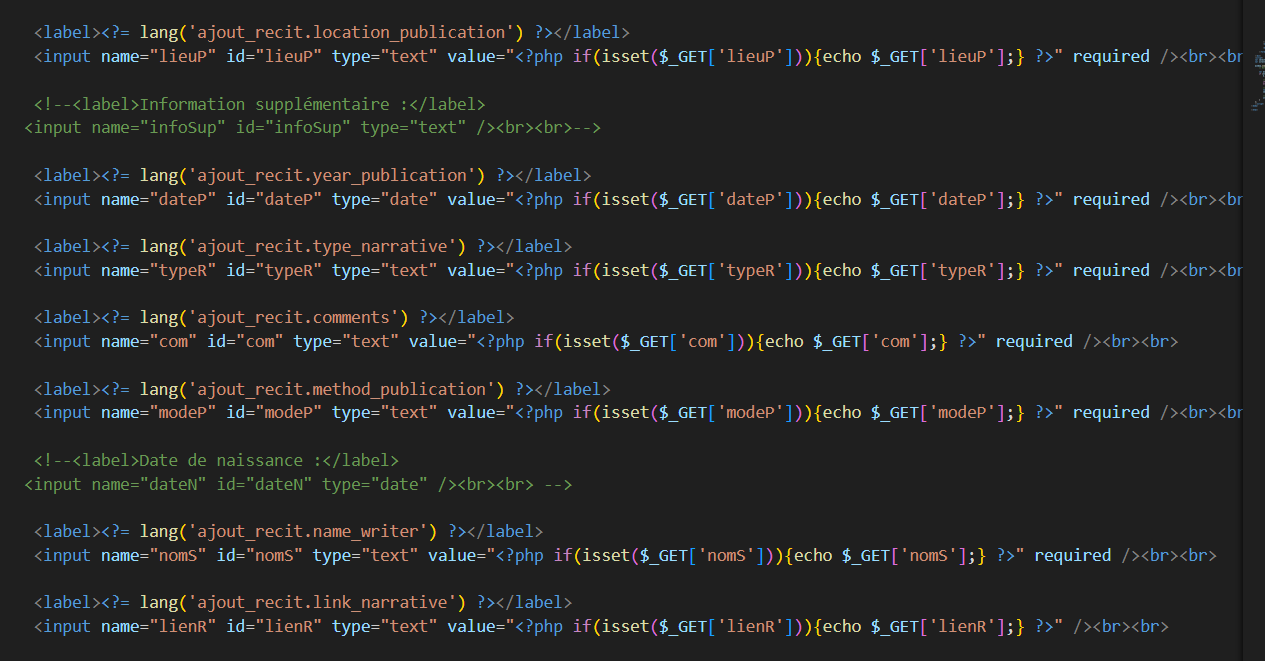 <label><?= lang('ajout_recit.location_publication') ?></label>
<input name="lieuP" id="lieuP" type="text" value="<?php if(isset($_GET['lieuP'])){echo $_GET['lieuP'];} ?>" required /><br><br
<!--<label>Information supplémentaire :</label>
<input name="infoSup" id="infoSup" type="text" /><br><br>-->
<label><?= lang('ajout_recit.year_publication') ?></label>
<input name="dateP" id="dateP" type="date" value="<?php if(isset($_GET['dateP'])){echo $_GET['dateP'];} ?>" required /><br><br
<label><?= lang('ajout_recit.type_narrative') ?></label>
<input name="typeR" id="typeR" type="text" value="<?php if(isset($_GET['typeR'])){echo $_GET['typeR'];} ?>" required /><br><br
<label><?= lang('ajout_recit.comments') ?></label>
<input name="com" id="com" type="text" value="<?php if(isset($_GET['com'])){echo $_GET['com'];} ?>" required /><br><br>
<label><?= lang('ajout_recit.method_publication') ?></label>
<input name="modeP" id="modeP" type="text" value="<?php if(isset($_GET['modeP'])){echo $_GET['modeP'];} ?>" required /><br><br
<!--<label>Date de naissance :</label>
<input name="dateN" id="dateN" type="date" /><br><br> -->
<label><?= lang('ajout_recit.name_writer') ?></label>
<input name="nomS" id="nomS" type="text" value="<?php if(isset($_GET['nomS'])){echo $_GET['nomS'];} ?>" required /><br><br>
<label><?= lang('ajout_recit.link_narrative') ?></label>
<input name="lienR" id="lienR" type="text" value="<?php if(isset($_GET['lienR'])){echo $_GET['lienR'];} ?>" /><br><br>